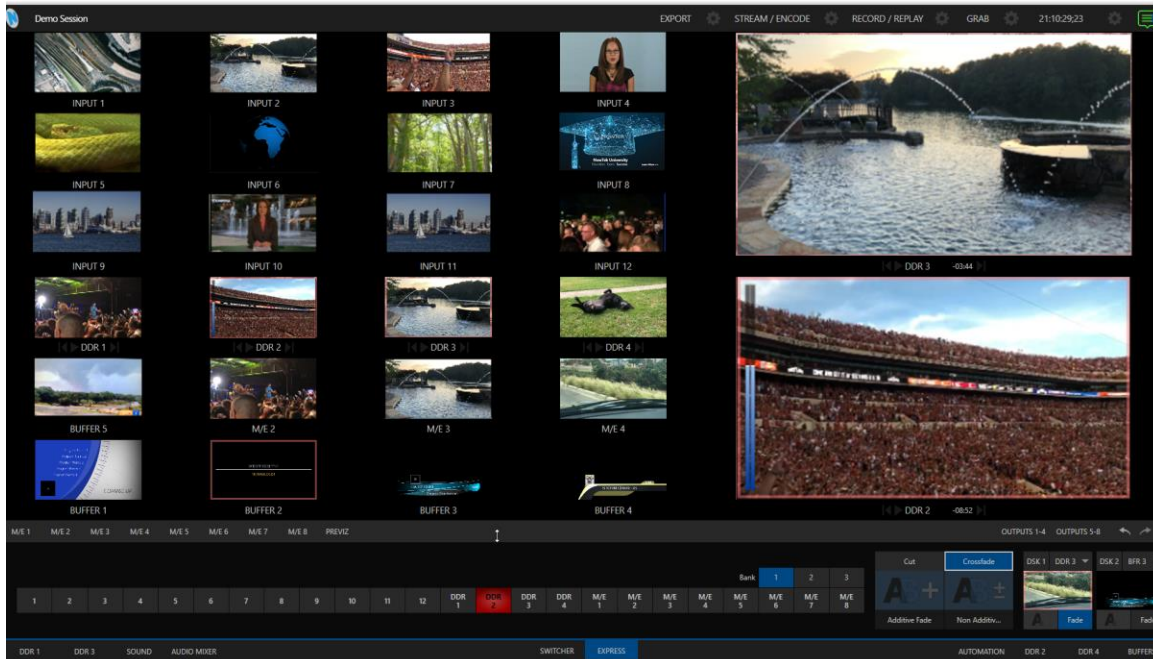 Demo Session EXPORT STREAM / ENCODE RECORD / REPLAY GRAB 21:10:29;23
INPUT 1 INPUT 2 INPUT 3 INPUT 4
NewTek University
INPUT 5 INPUT 6 INPUT 7 INPUT 8
INPUT 9 INPUT 10 INPUT 11 INPUT 12
DDR 3 -03:44
DDR 1 DDR 2 DDR 3 DDR 4
BUFFER 5 M/E 2 M/E 3 M/E 4
BUFFER 1 BUFFER 2 BUFFER 3 BUFFER 4
DDR 2 -08:52
M/E 1 M/E 2 M/E 3 M/E 4 M/E 5 M/E 6 M/E 7 M/E 8 PREVIZ OUTPUTS 1-4 OUTPUTS 5-8
Cut Crossfade DSK 1 DDR 3 DSK 2 BFR 3
Bank 1 2 3
1 2 3 4 5 6 7 8 9 10 11 12 DDR 1 DDR 2 DDR 3 DDR 4 M/E 1 M/E 2 M/E 3 M/E 4 M/E 5 M/E 6 M/E 7 M/E 8
Additive Fade Non Additiv... Fade Fad
DDR 1 DDR 3 SOUND AUDIO MIXER SWITCHER EXPRESS AUTOMATION DDR 2 DDR 4 BUFFER